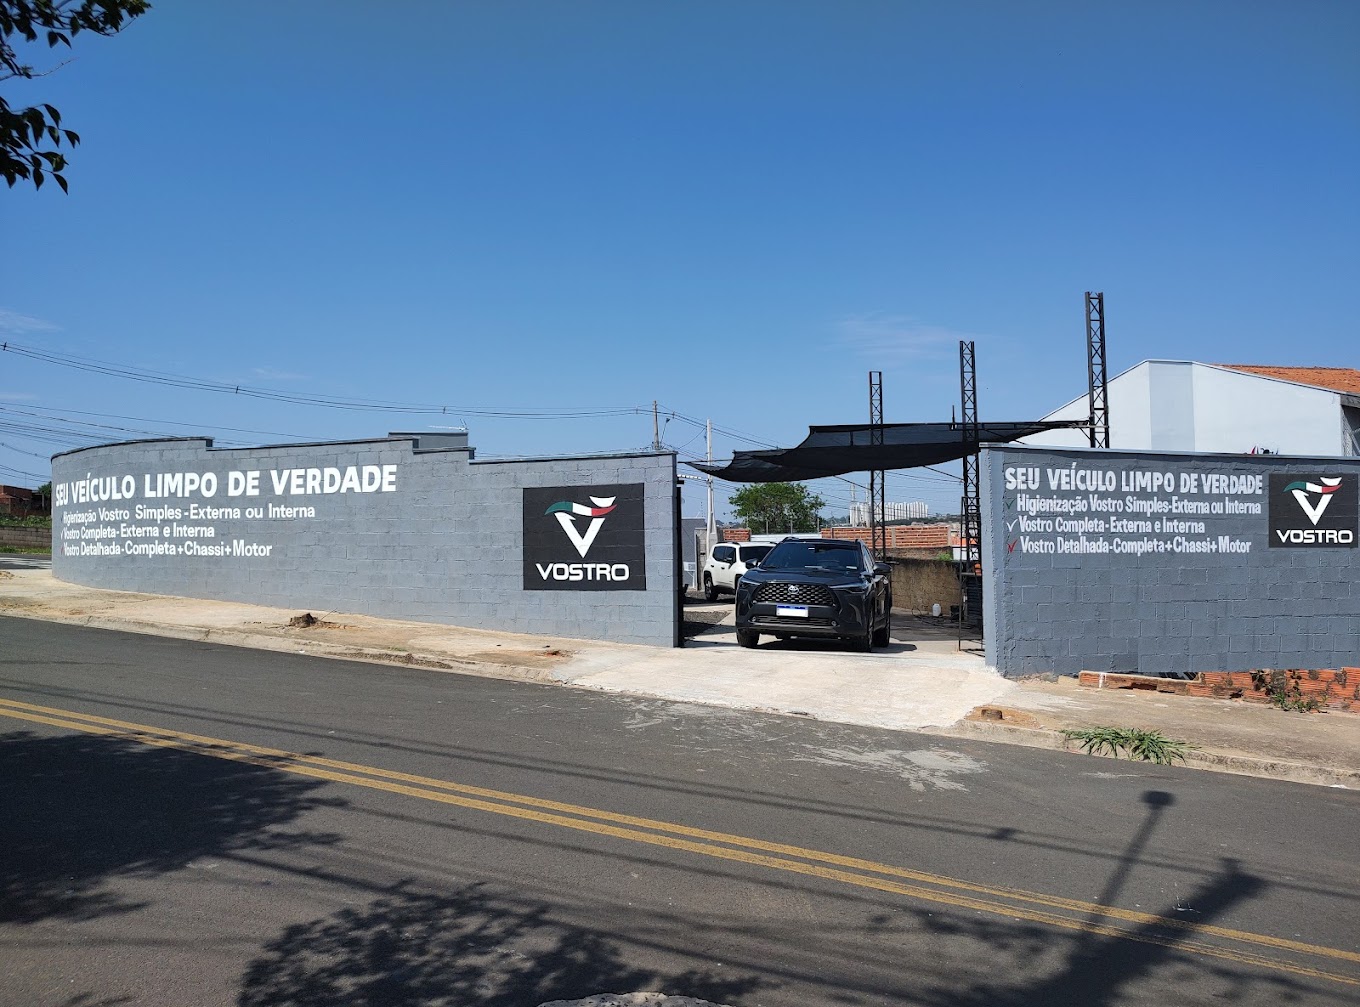 SEU VEÍCULO LIMPO DE VERDADE
Higienização Vostro Simples-Externa ou Interna
Vostro Completa-Externa e Interna
Vostro Detalhada-Completa+Chassi+Motor
VOSTRO
SEU VEÍCULO LIMPO DE VERDADE
Higienização Vostro Simples-Externa ou Interna
Vostro Completa-Externa e Interna
Vostro Detalhada-Completa+Chassi+Motor
VOSTRO